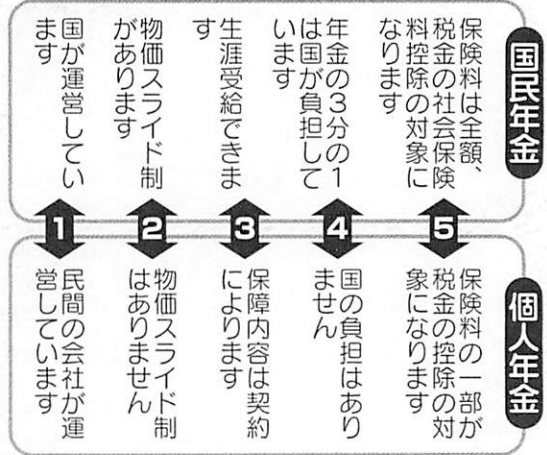 国民年金
保険料は全額、
税金の社会保険
料控除の対象に
なります
年金の3分の1
は国が負担して
います
生涯受給できま
す
物価スライド制
があります
国が運営してい
ます
5
4
3
2
1
個人年金
保険料の一部が
税金の控除の対
象になります
国の負担はあり
ません
保障内容は契約
によります
物価スライド制
はありません
民間の会社が運
営しています